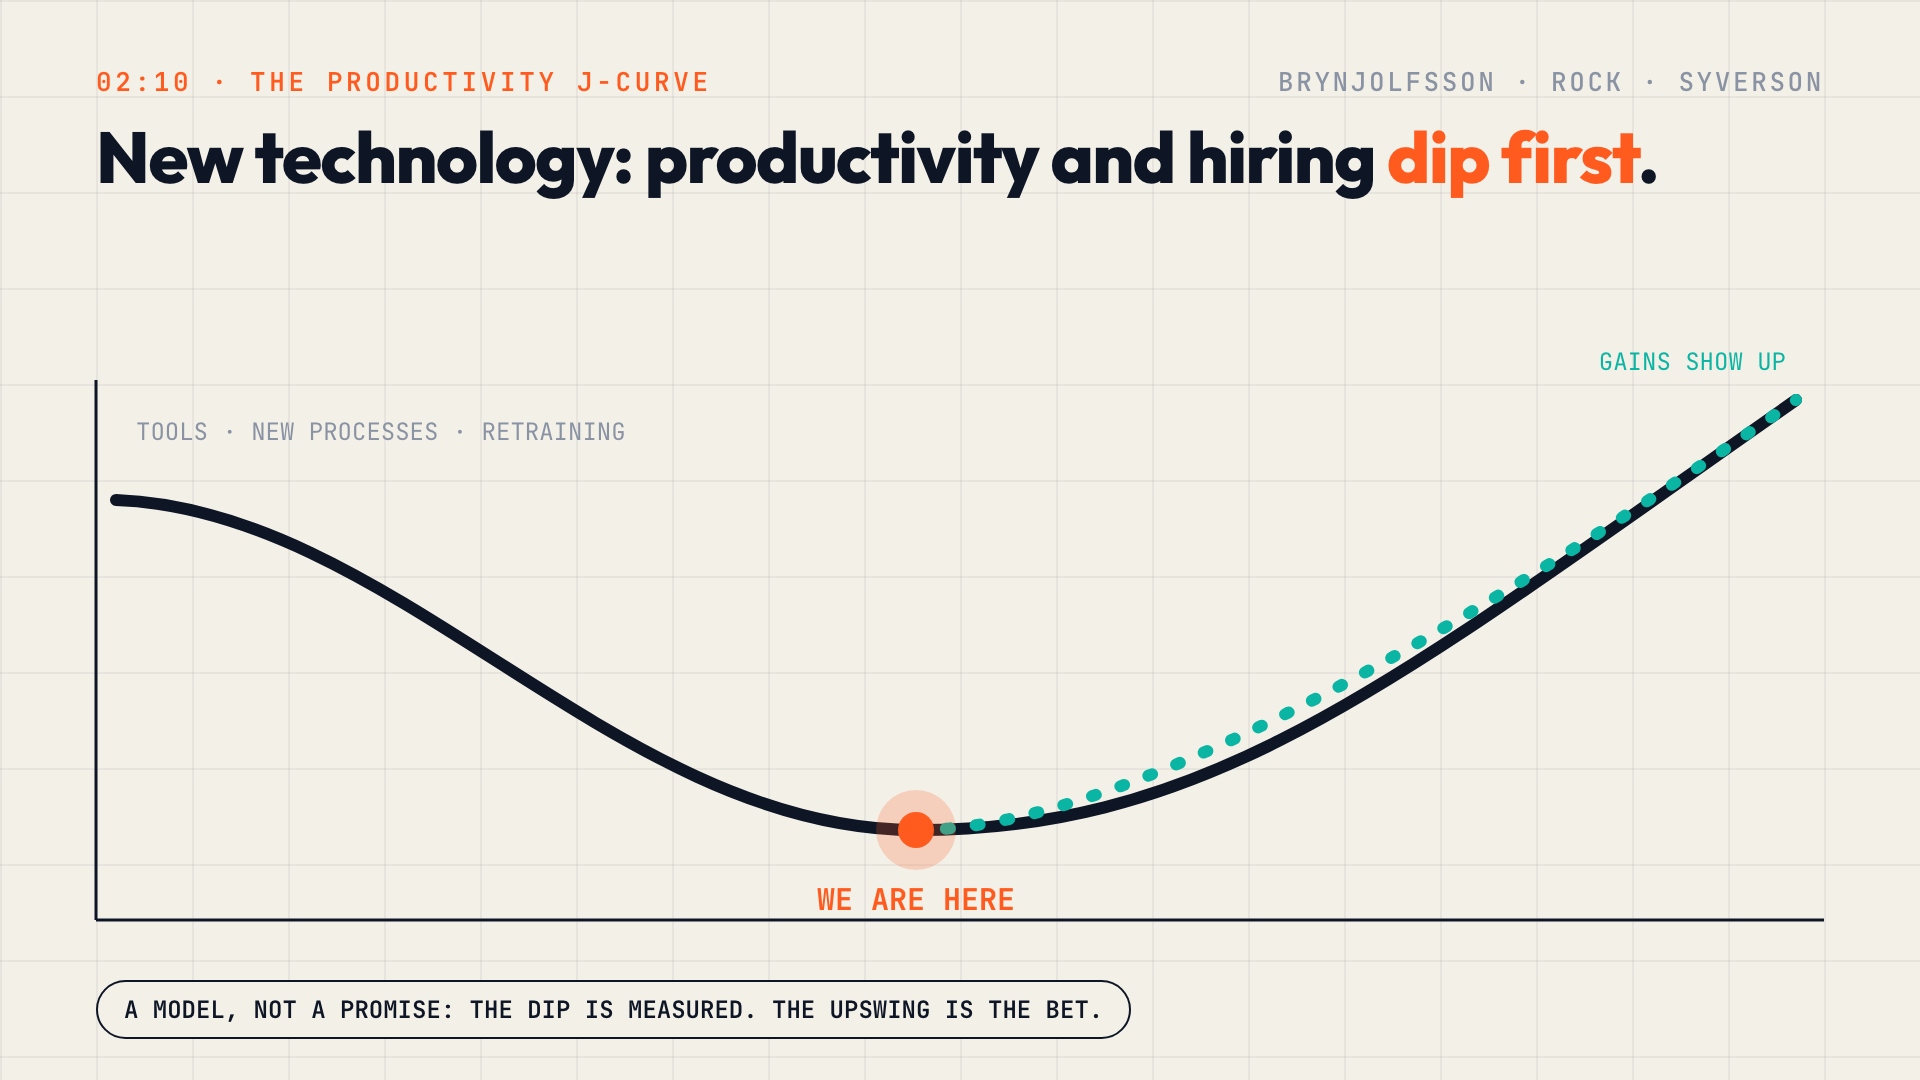 02:10 · THE PRODUCTIVITY J-CURVE
BRYNJOLFSSON · ROCK · SYVERSON
New technology: productivity and hiring dip first.
GAINS SHOW UP
TOOLS · NEW PROCESSES · RETRAINING
WE ARE HERE
A MODEL, NOT A PROMISE: THE DIP IS MEASURED. THE UPSWING IS THE BET.